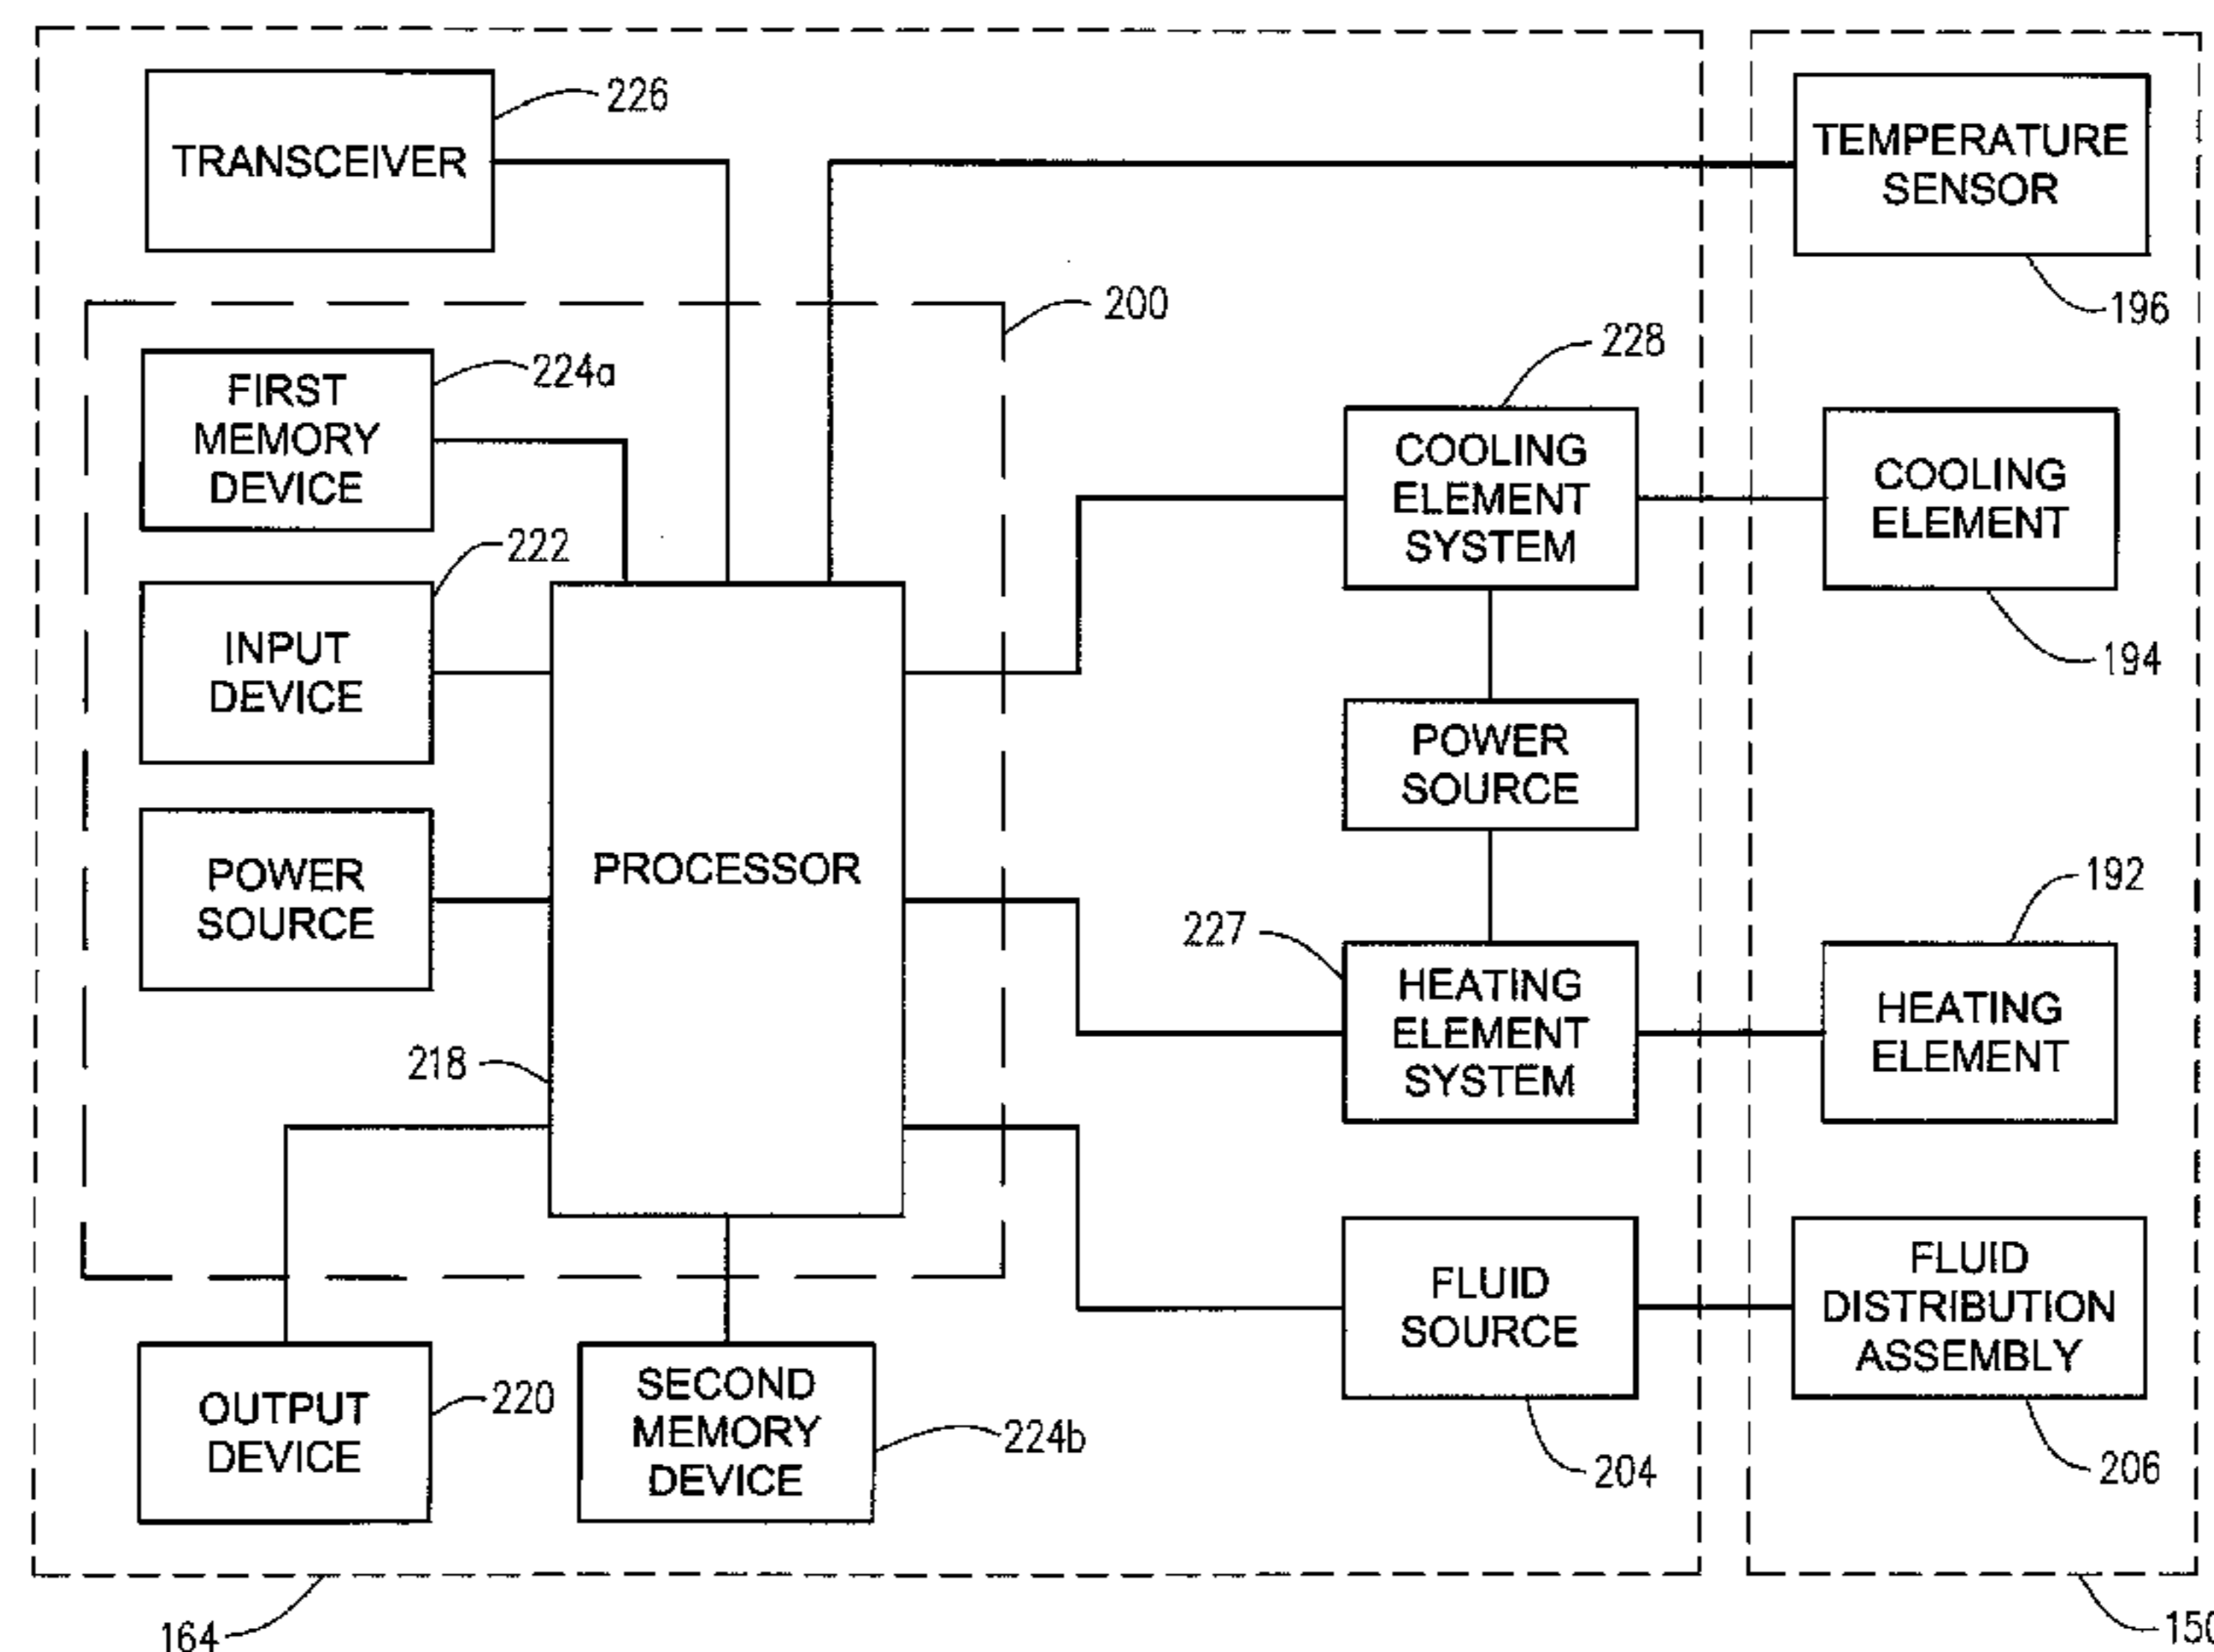 226
TRANSCEIVER
TEMPERATURE
SENSOR
196
200
FIRST
MEMORY
DEVICE
224a
228
COOLING
ELEMENT
SYSTEM
COOLING
ELEMENT
194
222
INPUT
DEVICE
POWER
SOURCE
POWER
SOURCE
PROCESSOR
218
227
HEATING
ELEMENT
SYSTEM
192
HEATING
ELEMENT
OUTPUT
DEVICE
220
SECOND
MEMORY
DEVICE
224b
FLUID
SOURCE
204
FLUID
DISTRIBUTION
ASSEMBLY
206
164